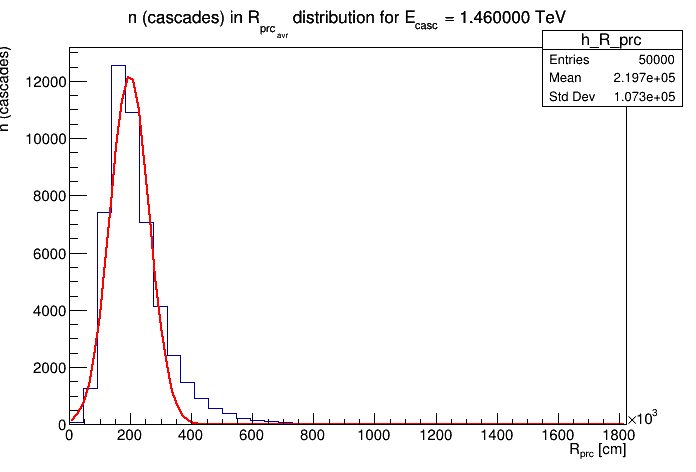 n (cascades) in R_prc_avr distribution for E_casc = 1.460000 TeV
h_R_prc
Entries 50000
Mean 2.197e+05
Std Dev 1.073e+05
n (cascades)
12000
10000
8000
6000
4000
2000
0
0 200 400 600 800 1000 1200 1400 1600 1800
×10³
R_prc [cm]